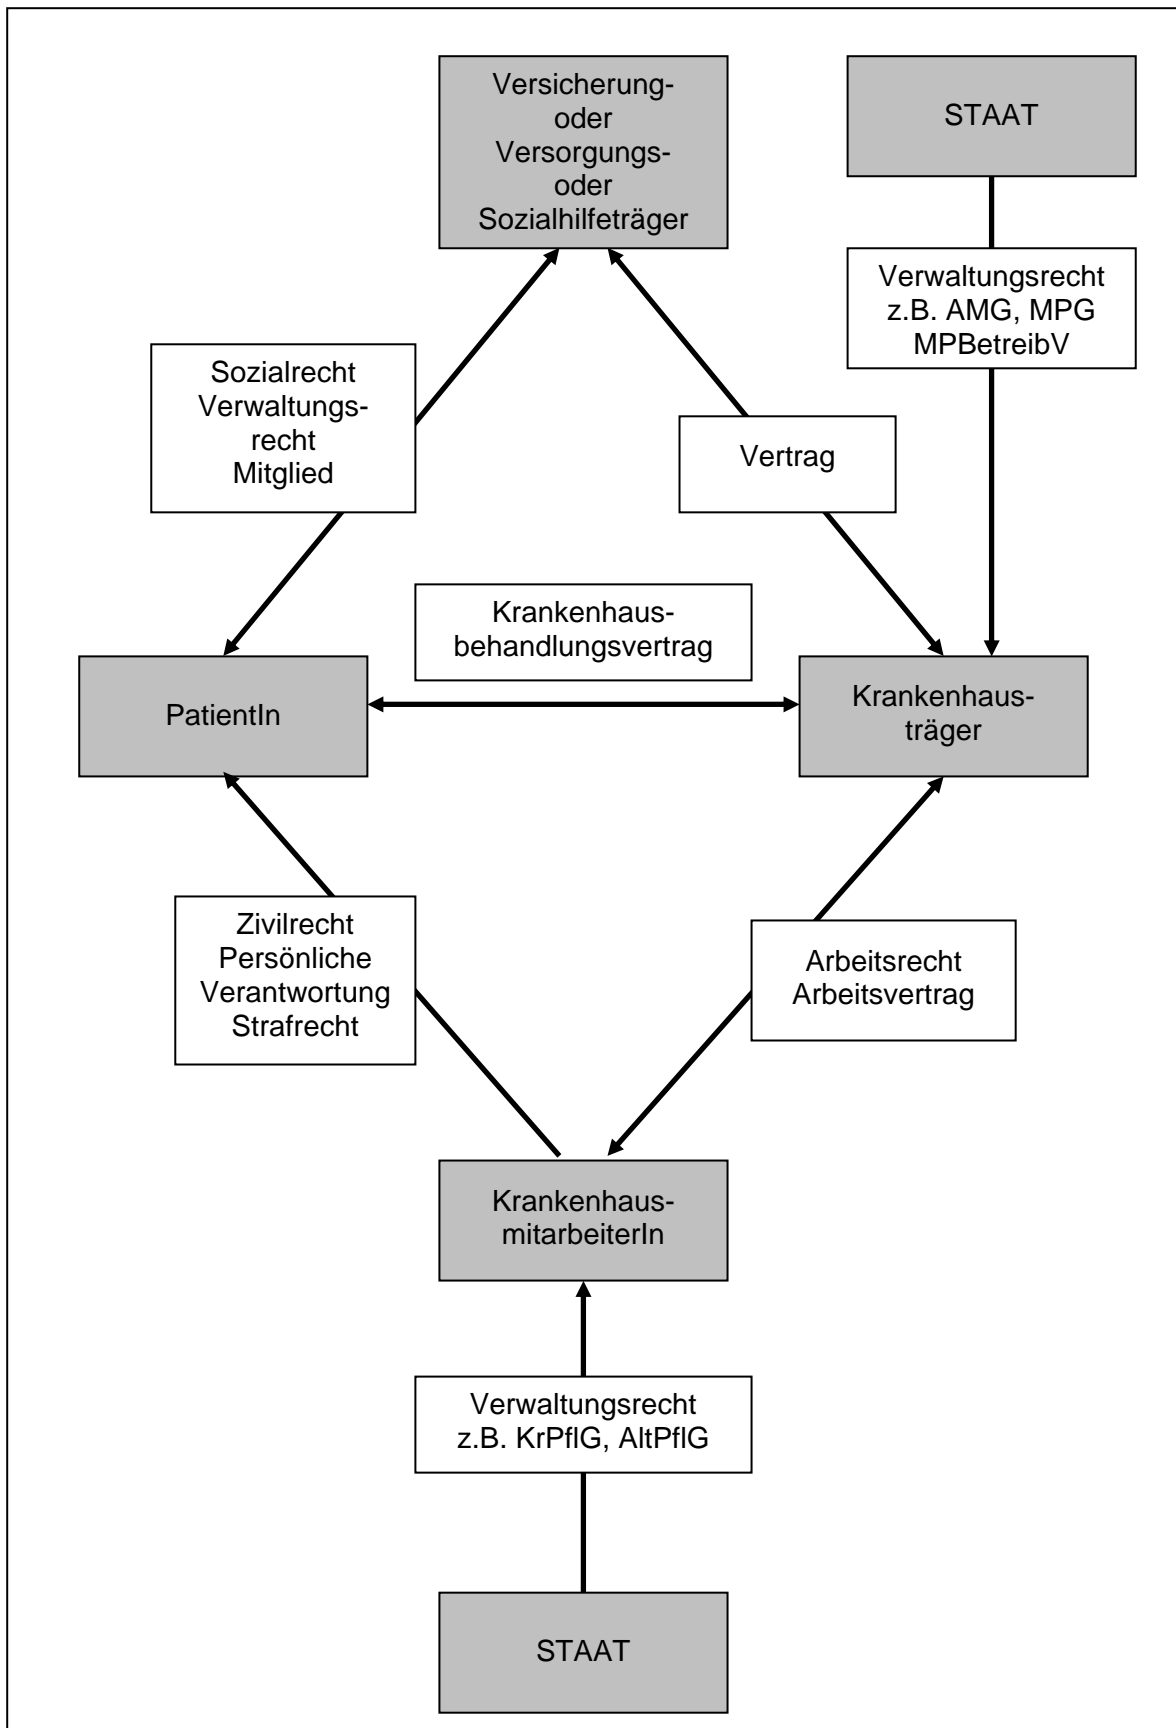 Versicherung-
oder
Versorgungs-
oder
Sozialhilfeträger
STAAT
Verwaltungsrecht
z.B. AMG, MPG
MPBetreibV
Sozialrecht
Verwaltungs-
recht
Mitglied
Vertrag
Krankenhaus-
behandlungsvertrag
PatientIn
Krankenhaus-
träger
Zivilrecht
Persönliche
Verantwortung
Strafrecht
Arbeitsrecht
Arbeitsvertrag
Krankenhaus-
mitarbeiterIn
Verwaltungsrecht
z.B. KrPflG, AltPflG
STAAT